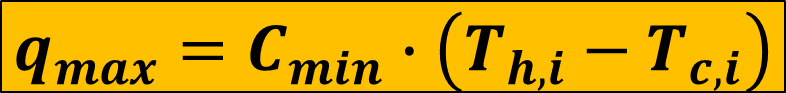 q_max = C_min · (T_h,i − T_c,i)